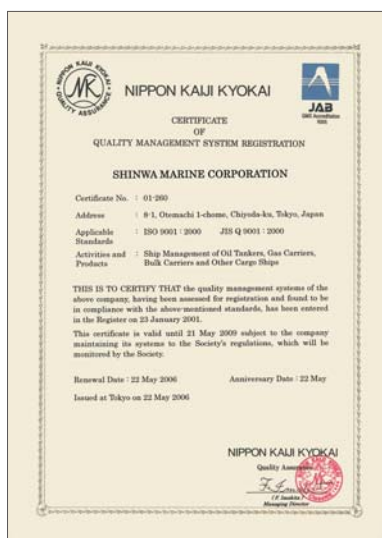 NIPPON KAIJI KYOKAI
QUALITY ASSURANCE
NK
NIPPON KAIJI KYOKAI
JAB
CERTIFICATE
OF
QUALITY MANAGEMENT SYSTEM REGISTRATION
SHINWA MARINE CORPORATION
Certificate No. : 01-260
Address : 8-1, Otemachi 1-chome, Chiyoda-ku, Tokyo, Japan
Applicable Standards : ISO 9001 : 2000 JIS Q 9001 : 2000
Activities and Products : Ship Management of Oil Tankers, Gas Carriers,
Bulk Carriers and Other Cargo Ships
THIS IS TO CERTIFY THAT the quality management systems of the
above company, having been assessed for registration and found to be
in compliance with the above-mentioned standards, has been entered
in the Register on 23 January 2001.
This certificate is valid until 21 May 2009 subject to the company
maintaining its systems to the Society's regulations, which will be
monitored by the Society.
Renewal Date : 22 May 2006 Anniversary Date : 22 May
Issued at Tokyo on 22 May 2006
NIPPON KAIJI KYOKAI
Quality Assurance
Managing Director